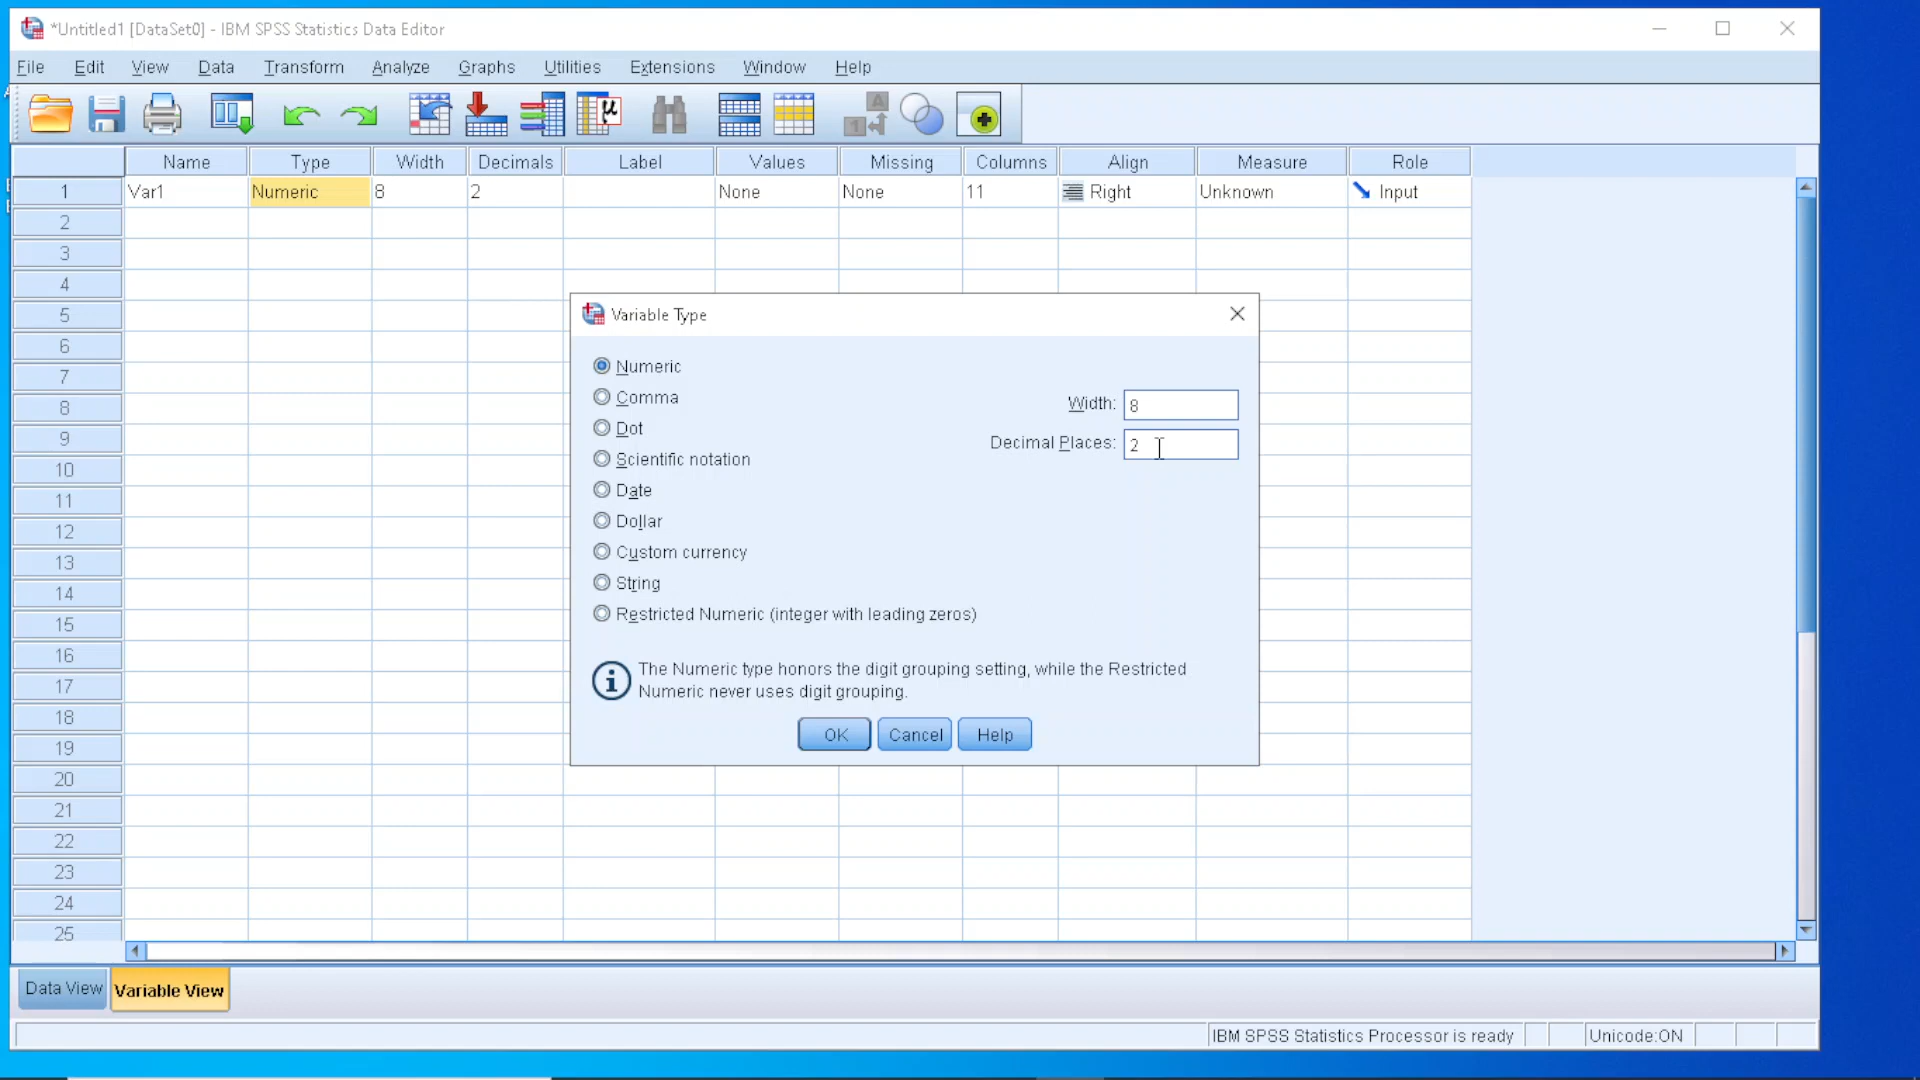 *Untitled1 [DataSet0] - IBM SPSS Statistics Data Editor
File Edit View Data Transform Analyze Graphs Utilities Extensions Window Help
Name Type Width Decimals Label Values Missing Columns Align Measure Role
1 Var1 Numeric 8 2 None None 11 Right Unknown Input
2
3
4
5
6
7
8
9
10
11
12
13
14
15
16
17
18
19
20
21
22
23
24
25
Variable Type
Numeric
Comma
Dot
Scientific notation
Date
Dollar
Custom currency
String
Restricted Numeric (integer with leading zeros)
Width: 8
Decimal Places: 2
The Numeric type honors the digit grouping setting, while the Restricted
Numeric never uses digit grouping.
OK Cancel Help
Data View Variable View
IBM SPSS Statistics Processor is ready Unicode:ON